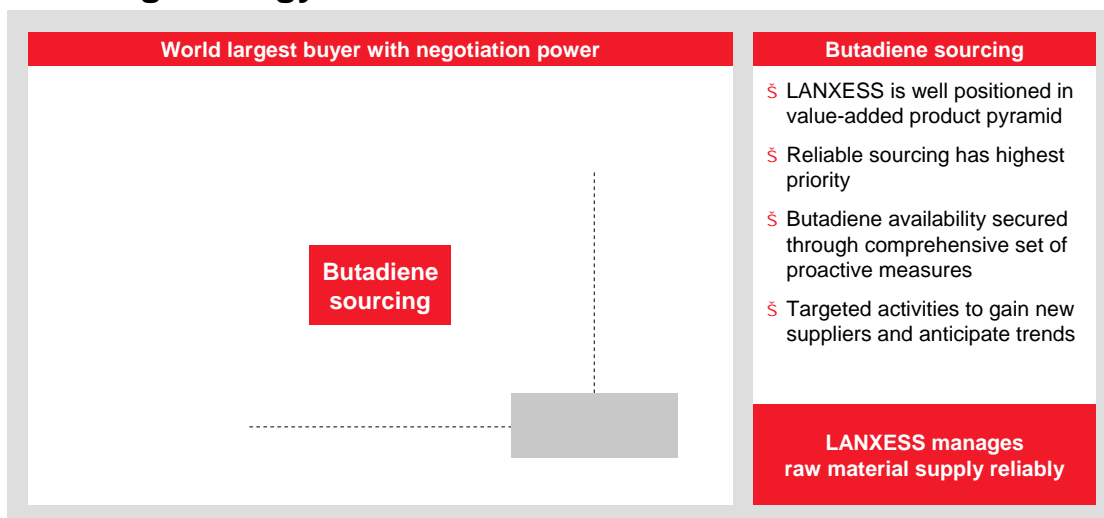 World largest buyer with negotiation power
Butadiene
sourcing
Butadiene sourcing
š LANXESS is well positioned in
value-added product pyramid
š Reliable sourcing has highest
priority
š Butadiene availability secured
through comprehensive set of
proactive measures
š Targeted activities to gain new
suppliers and anticipate trends
LANXESS manages
raw material supply reliably